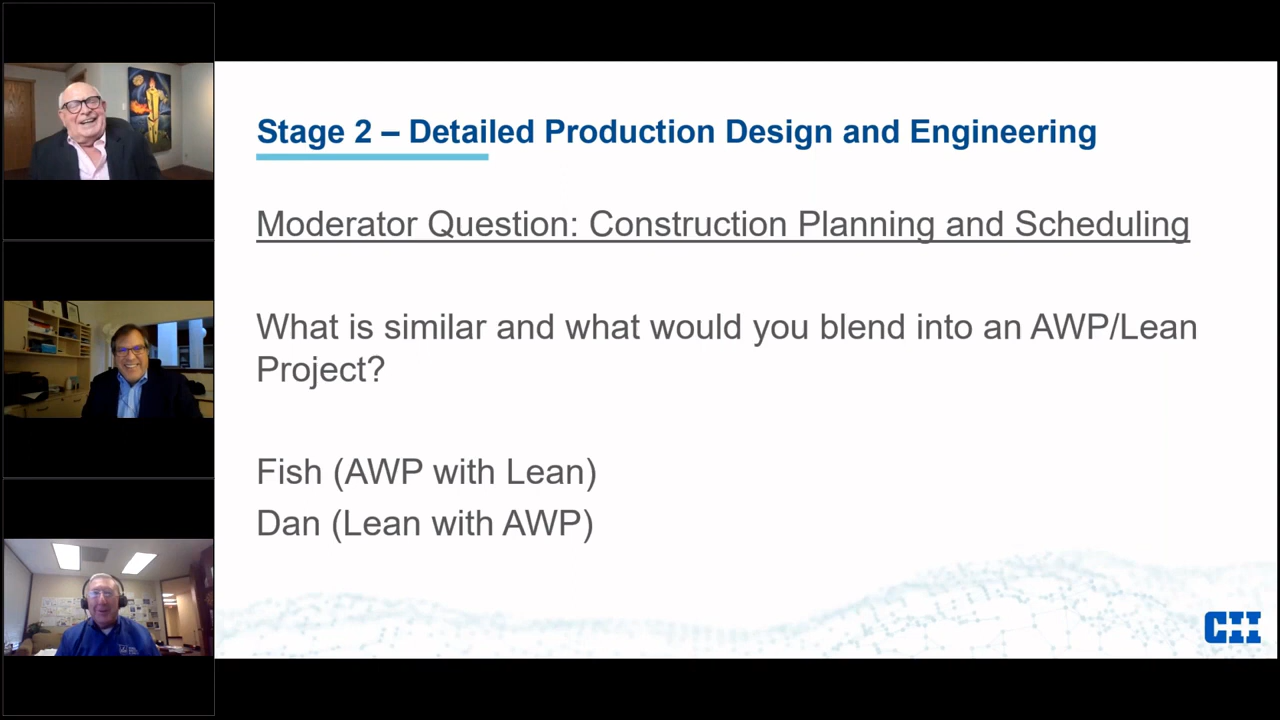 Stage 2 – Detailed Production Design and Engineering
Moderator Question: Construction Planning and Scheduling
What is similar and what would you blend into an AWP/Lean
Project?
Fish (AWP with Lean)
Dan (Lean with AWP)
CII